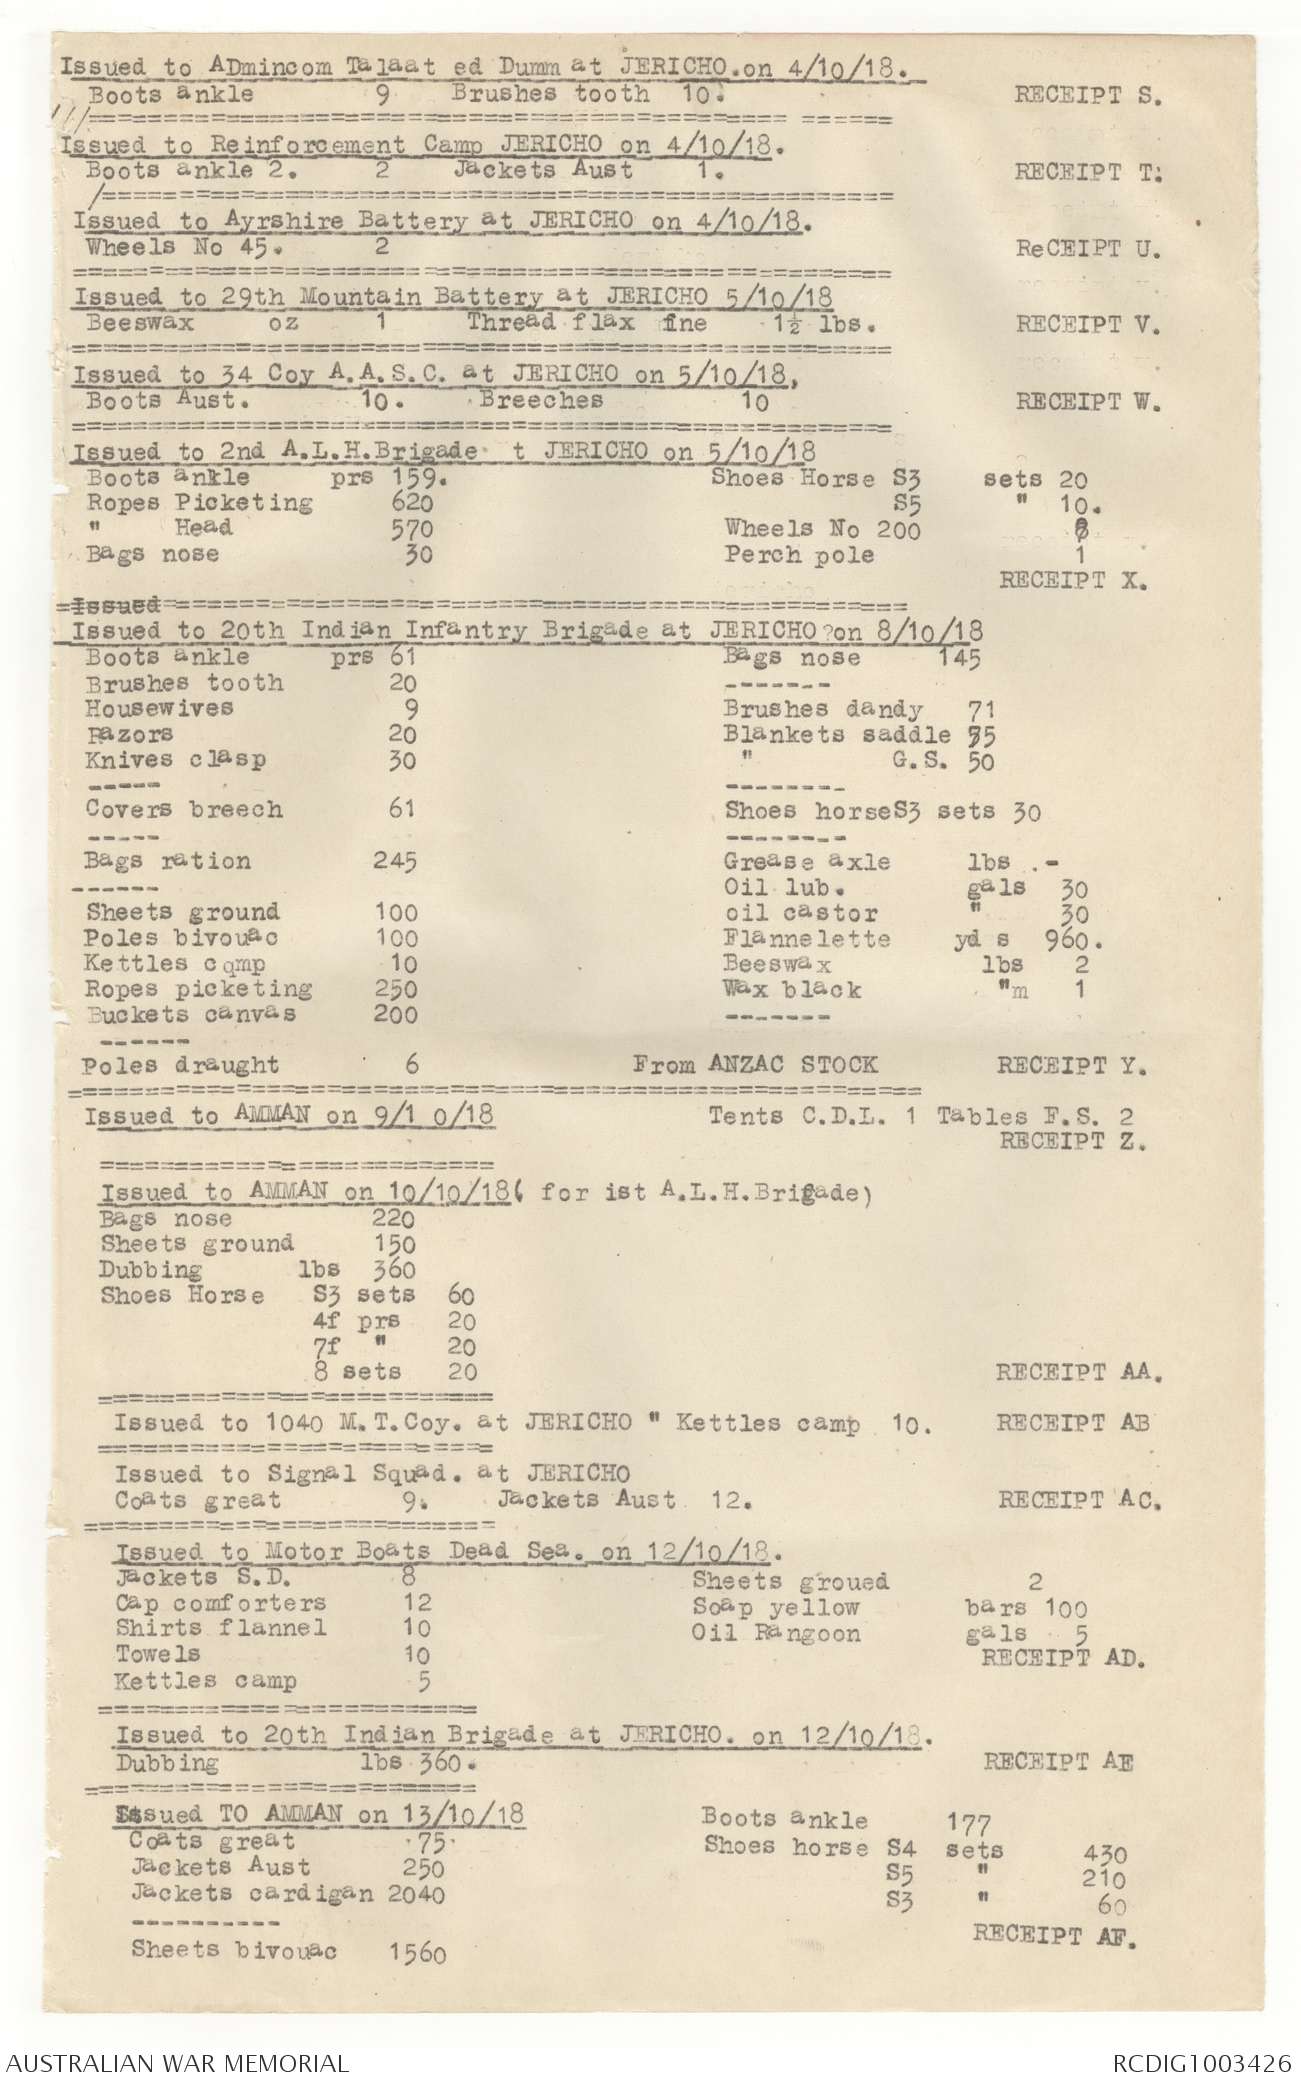 Issued to ADmincom Talaat ed Dumm at JERICHO.on 4/10/18.
Boots ankle 9 Brushes tooth 10. RECEIPT S.
Issued to Reinforcement Camp JERICHO on 4/10/18.
Boots ankle 2. 2 Jackets Aust 1. RECEIPT T.
Issued to Ayrshire Battery at JERICHO on 4/10/18.
Wheels No 45. 2 ReCEIPT U.
Issued to 29th Mountain Battery at JERICHO 5/10/18
Beeswax oz 1 Thread flax fine 1½ lbs. RECEIPT V.
Issued to 34 Coy A.A.S.C. at JERICHO on 5/10/18,
Boots Aust. 10. Breeches 10 RECEIPT W.
Issued to 2nd A.L.H.Brigade t JERICHO on 5/10/18
Boots ankle prs 159. Shoes Horse S3 sets 20
Ropes Picketing 620 S5 " 10.
" Head 570 Wheels No 200
Bags nose 30 Perch pole 1
RECEIPT X.
Issued
Issued to 20th Indian Infantry Brigade at JERICHO?on 8/10/18
Boots ankle prs 61 Bags nose 145
Brushes tooth 20 -------
Housewives 9 Brushes dandy 71
Razors 20 Blankets saddle 75
Knives clasp 30 " G.S. 50
----- --------
Covers breech 61 Shoes horseS3 sets 30
----- --------
Bags ration 245 Grease axle lbs .-
------ Oil lub. gals 30
Sheets ground 100 oil castor " 30
Poles bivouac 100 Flannelette yd s 960.
Kettles camp 10 Beeswax lbs 2
Ropes picketing 250 Wax black "m 1
Buckets canvas 200 -------
------
Poles draught 6 From ANZAC STOCK RECEIPT Y.
Issued to AMMAN on 9/1 0/18 Tents C.D.L. 1 Tables F.S. 2
RECEIPT Z.
Issued to AMMAN on 10/10/18( for ist A.L.H.Brigade)
Bags nose 220
Sheets ground 150
Dubbing lbs 360
Shoes Horse S3 sets 60
4f prs 20
7f " 20
8 sets 20 RECEIPT AA.
Issued to 1040 M.T.Coy. at JERICHO " Kettles camp 10. RECEIPT AB
Issued to Signal Squad. at JERICHO
Coats great 9. Jackets Aust 12. RECEIPT AC.
Issued to Motor Boats Dead Sea. on 12/10/18.
Jackets S.D. 8 Sheets groued 2
Cap comforters 12 Soap yellow bars 100
Shirts flannel 10 Oil Rangoon gals 5
Towels 10 RECEIPT AD.
Kettles camp 5
Issued to 20th Indian Brigade at JERICHO. on 12/10/18.
Dubbing lbs 360. RECEIPT AE
Issued TO AMMAN on 13/10/18 Boots ankle 177
Coats great 75. Shoes horse S4 sets 430
Jackets Aust 250 S5 " 210
Jackets cardigan 2040 S3 " 60
---------- RECEIPT AF.
Sheets bivouac 1560
AUSTRALIAN WAR MEMORIAL RCDIG1003426